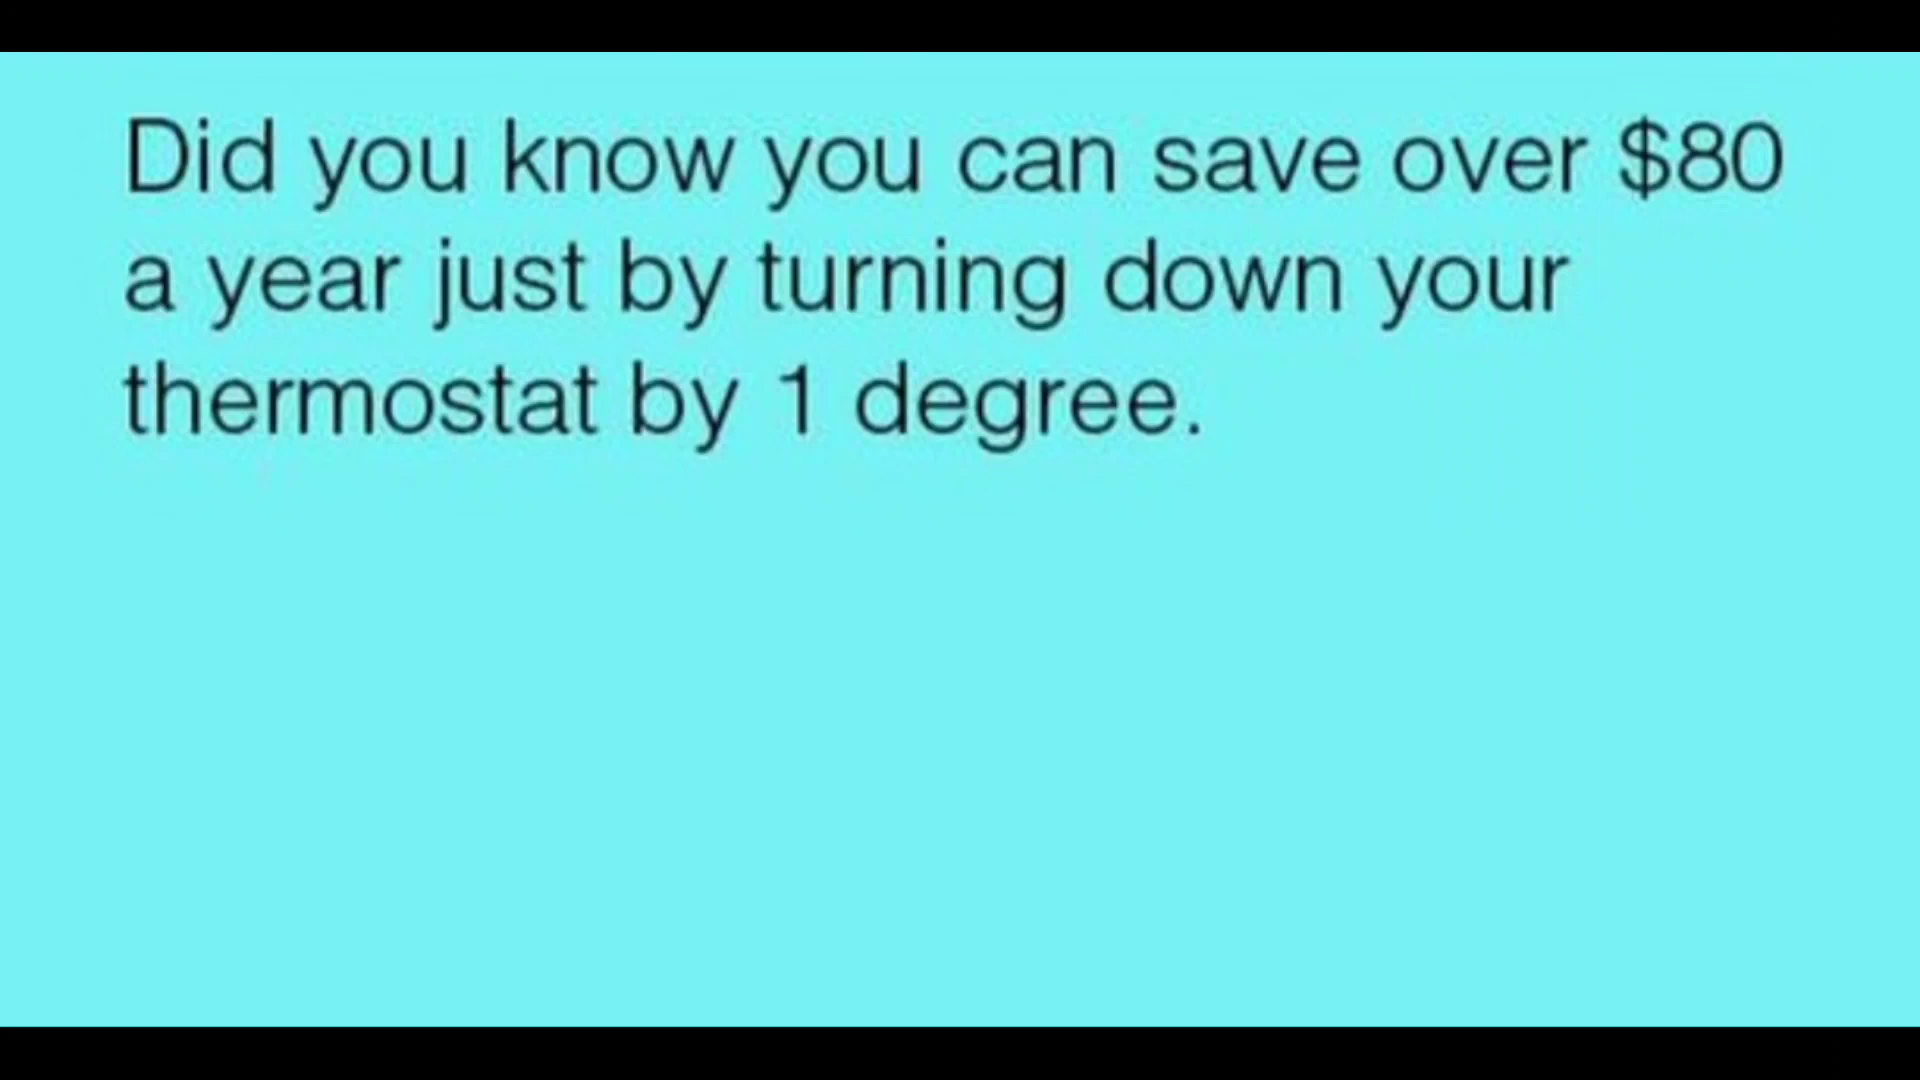 Did you know you can save over $80
a year just by turning down your
thermostat by 1 degree.